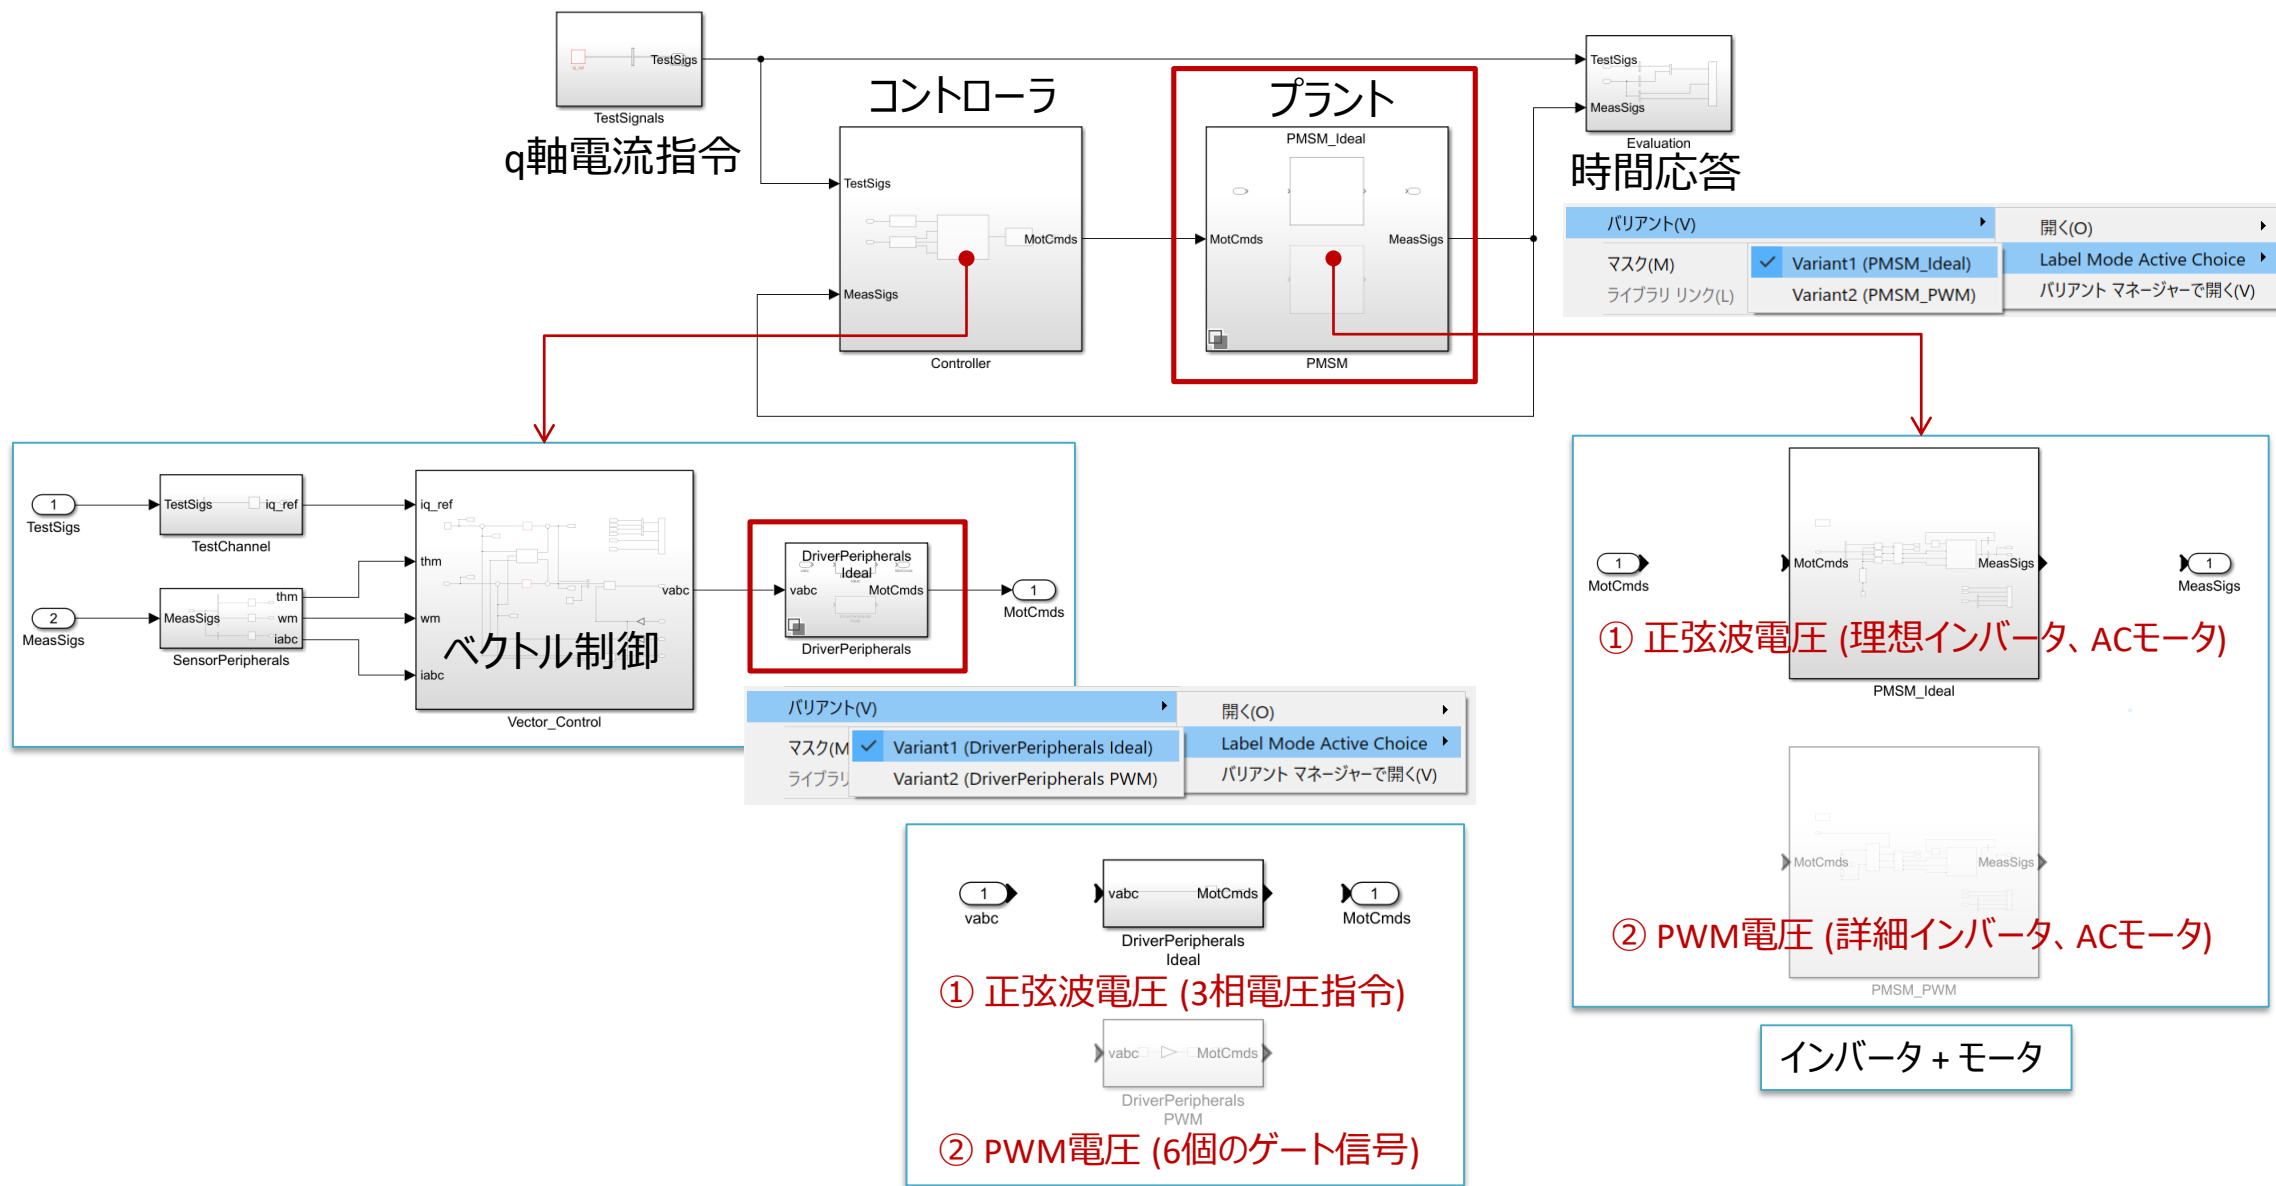 TestSigs
TestSignals
q軸電流指令
コントローラ
TestSigs
MeasSigs
MotCmds
Controller
プラント
PMSM_Ideal
MotCmds
MeasSigs
PMSM
TestSigs
MeasSigs
Evaluation
時間応答
バリアント(V)
マスク(M)
ライブラリ リンク(L)
Variant1 (PMSM_Ideal)
Variant2 (PMSM_PWM)
開く(O)
Label Mode Active Choice
バリアント マネージャーで開く(V)
1
TestSigs
TestSigs
iq_ref
TestChannel
2
MeasSigs
MeasSigs
thm
wm
iabc
SensorPeripherals
iq_ref
thm
wm
iabc
vabc
ベクトル制御
Vector_Control
DriverPeripherals
Ideal
vabc
MotCmds
DriverPeripherals
1
MotCmds
バリアント(V)
マスク(M
ライブラリ
Variant1 (DriverPeripherals Ideal)
Variant2 (DriverPeripherals PWM)
開く(O)
Label Mode Active Choice
バリアント マネージャーで開く(V)
1
vabc
vabc
MotCmds
1
MotCmds
DriverPeripherals
Ideal
① 正弦波電圧 (3相電圧指令)
vabc
MotCmds
DriverPeripherals
PWM
② PWM電圧 (6個のゲート信号)
1
MotCmds
MotCmds
MeasSigs
1
MeasSigs
① 正弦波電圧 (理想インバータ、ACモータ)
PMSM_Ideal
MotCmds
MeasSigs
② PWM電圧 (詳細インバータ、ACモータ)
PMSM_PWM
インバータ + モータ